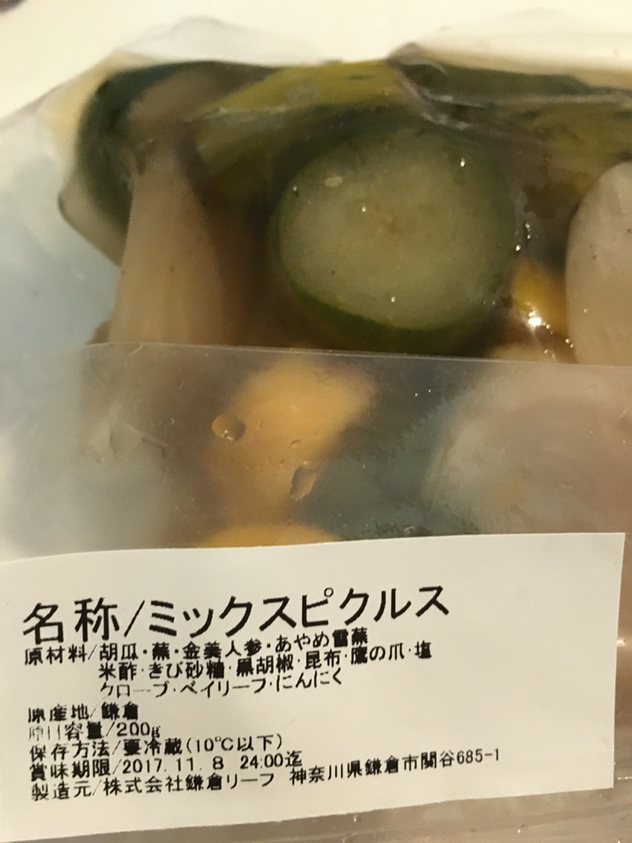 名称/ミックスピクルス
原材料/胡瓜・蕪・金美人参・あやめ雪蕪
米酢・きび砂糖・黒胡椒・昆布・鷹の爪・塩
クローブ・ベイリーフ・にんにく
原産地/鎌倉
内容量/200g
保存方法/要冷蔵(10℃以下)
賞味期限/2017.11.8 24:00迄
製造元/株式会社鎌倉リーフ 神奈川県鎌倉市関谷685-1